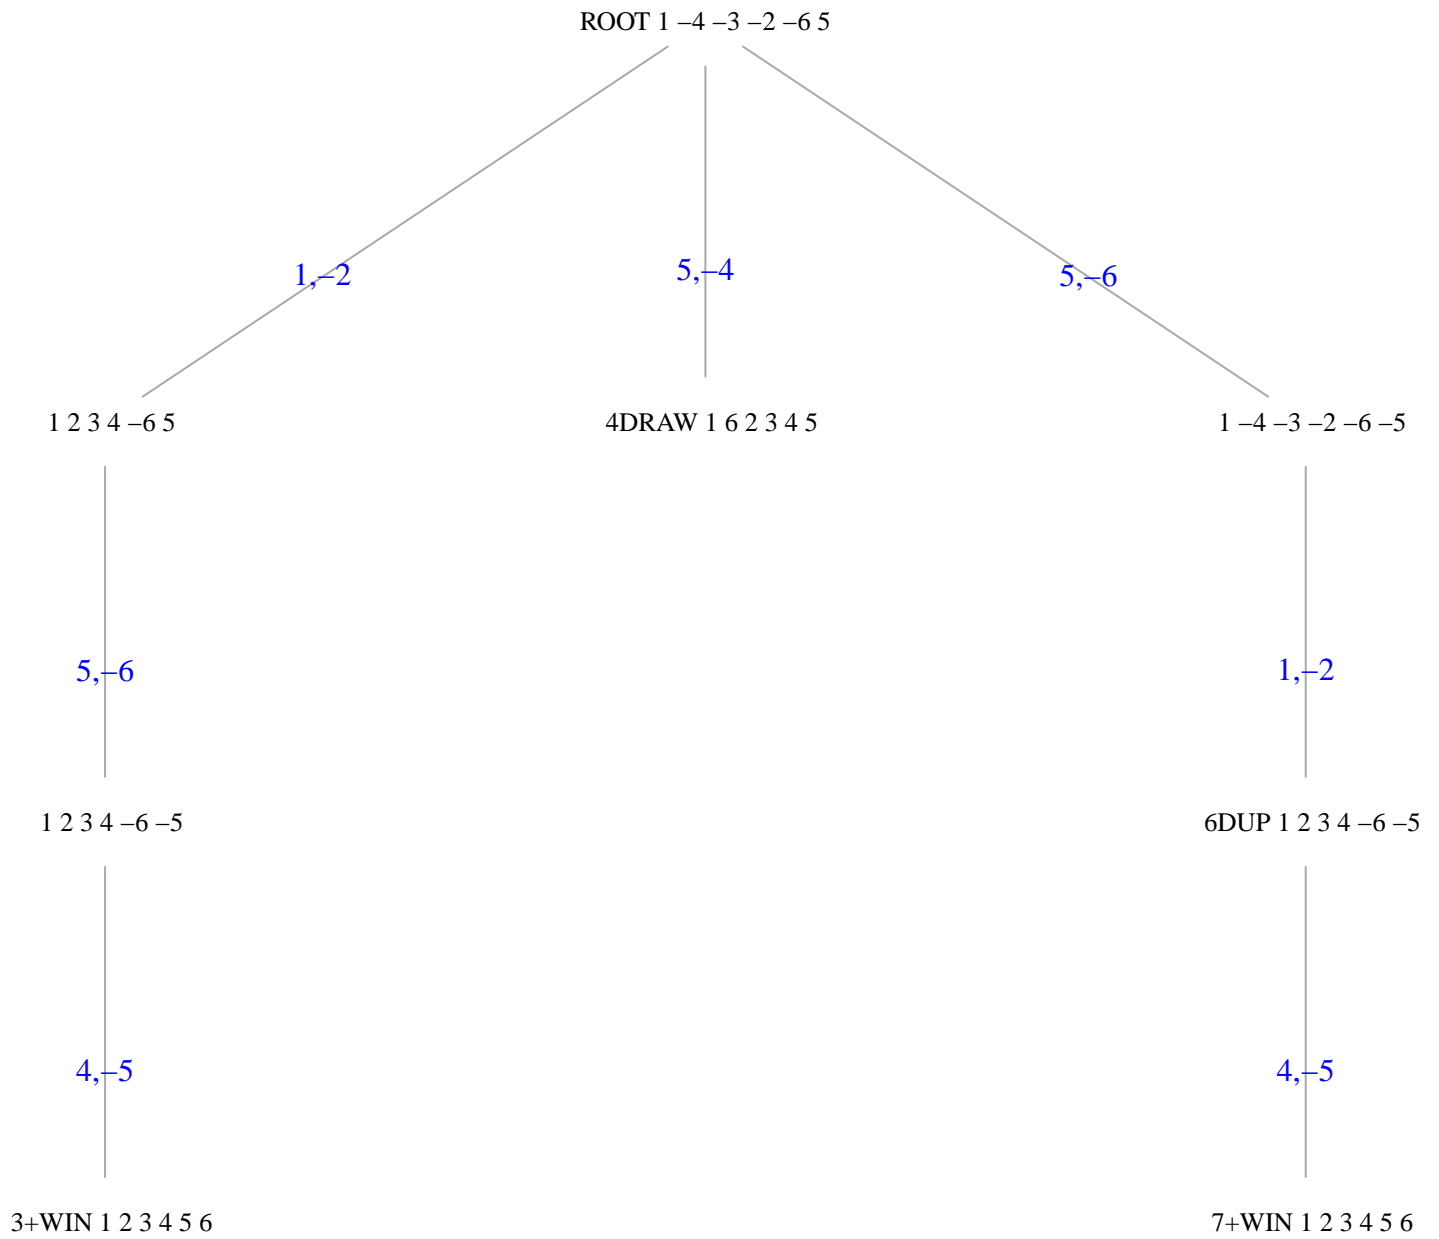 ROOT 1 –4 –3 –2 –6 5
1,–2
5,–4
5,–6
1 2 3 4 –6 5
4DRAW 1 6 2 3 4 5
1 –4 –3 –2 –6 –5
5,–6
1,–2
1 2 3 4 –6 –5
6DUP 1 2 3 4 –6 –5
4,–5
4,–5
3+WIN 1 2 3 4 5 6
7+WIN 1 2 3 4 5 6